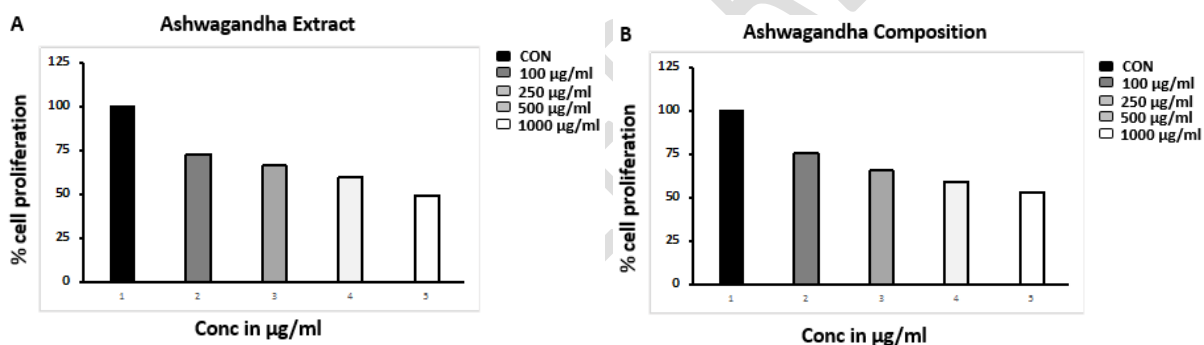 A
Ashwagandha Extract
125
100
75
50
25
0
% cell proliferation
1 2 3 4 5
Conc in µg/ml
CON
100 µg/ml
250 µg/ml
500 µg/ml
1000 µg/ml
B
Ashwagandha Composition
125
100
75
50
25
0
% cell proliferation
1 2 3 4 5
Conc in µg/ml
CON
100 µg/ml
250 µg/ml
500 µg/ml
1000 µg/ml